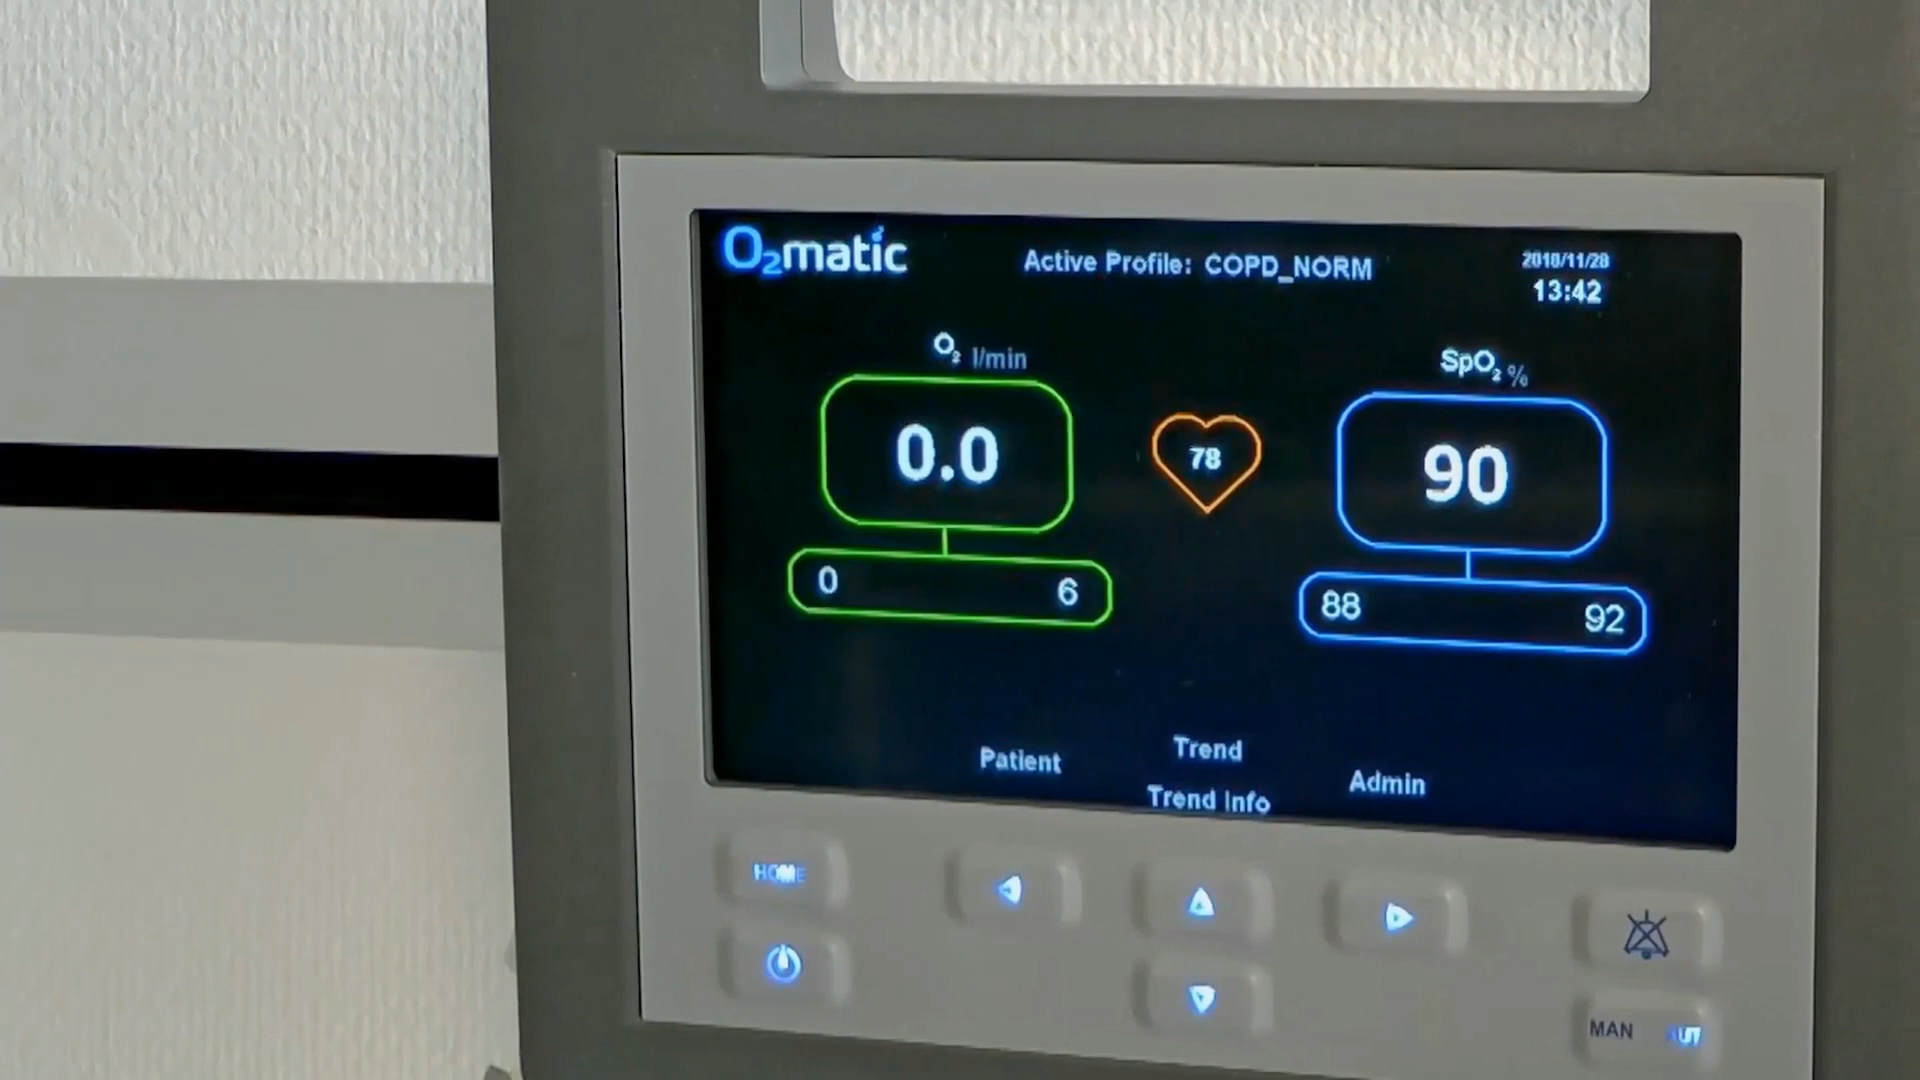 O2matic
Active Profile: COPD_NORM
2018/11/28
13:42
O2 l/min
SpO2 %
0.0
78
90
0 6
88 92
Patient
Trend
Admin
Trend Info
HOME
MAN AUT